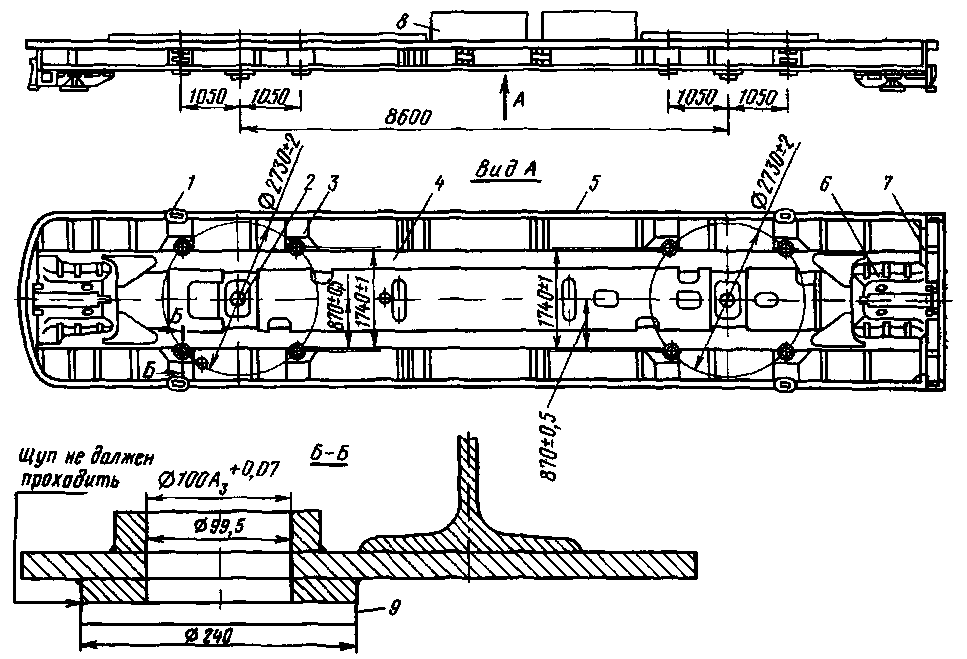 8
1050
1050
A
1050
1050
8600
Вид А
1
Ø2730±2
2
3
4
5
Ø2730±2
6
7
870±0,5
1740±1
1740±1
Б
Б
870±0,5
Щуп не должен
проходить
Б-Б
Ø100А₃ +0,07
Ø99,5
9
Ø240